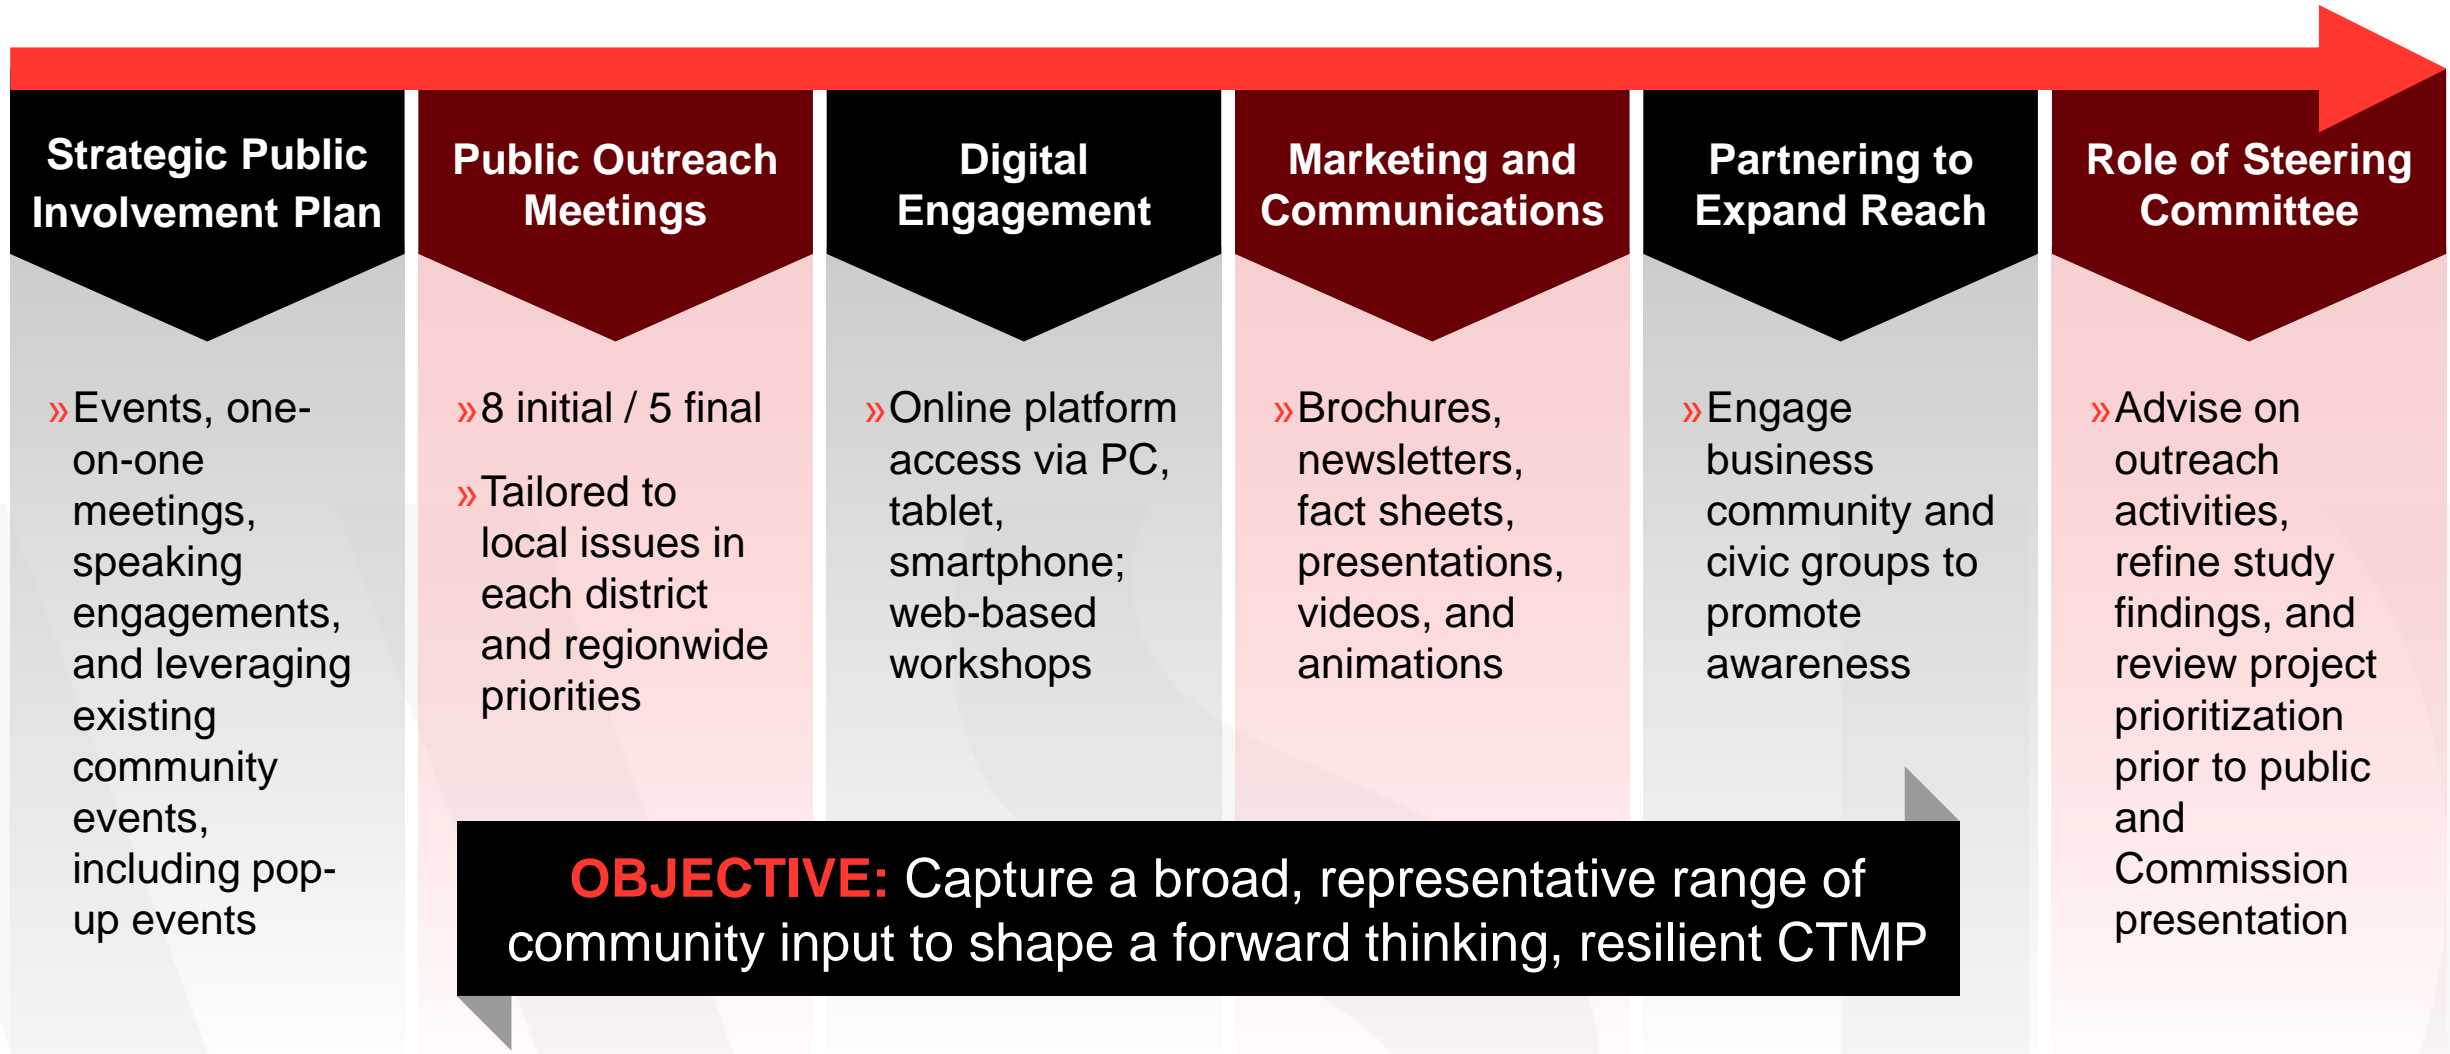 Strategic Public
Involvement Plan
»Events, one-
on-one
meetings,
speaking
engagements,
and leveraging
existing
community
events,
including pop-
up events
Public Outreach
Meetings
»8 initial / 5 final
»Tailored to
local issues in
each district
and regionwide
priorities
Digital
Engagement
»Online platform
access via PC,
tablet,
smartphone;
web-based
workshops
Marketing and
Communications
»Brochures,
newsletters,
fact sheets,
presentations,
videos, and
animations
Partnering to
Expand Reach
»Engage
business
community and
civic groups to
promote
awareness
Role of Steering
Committee
»Advise on
outreach
activities,
refine study
findings, and
review project
prioritization
prior to public
and
Commission
presentation
OBJECTIVE: Capture a broad, representative range of
community input to shape a forward thinking, resilient CTMP